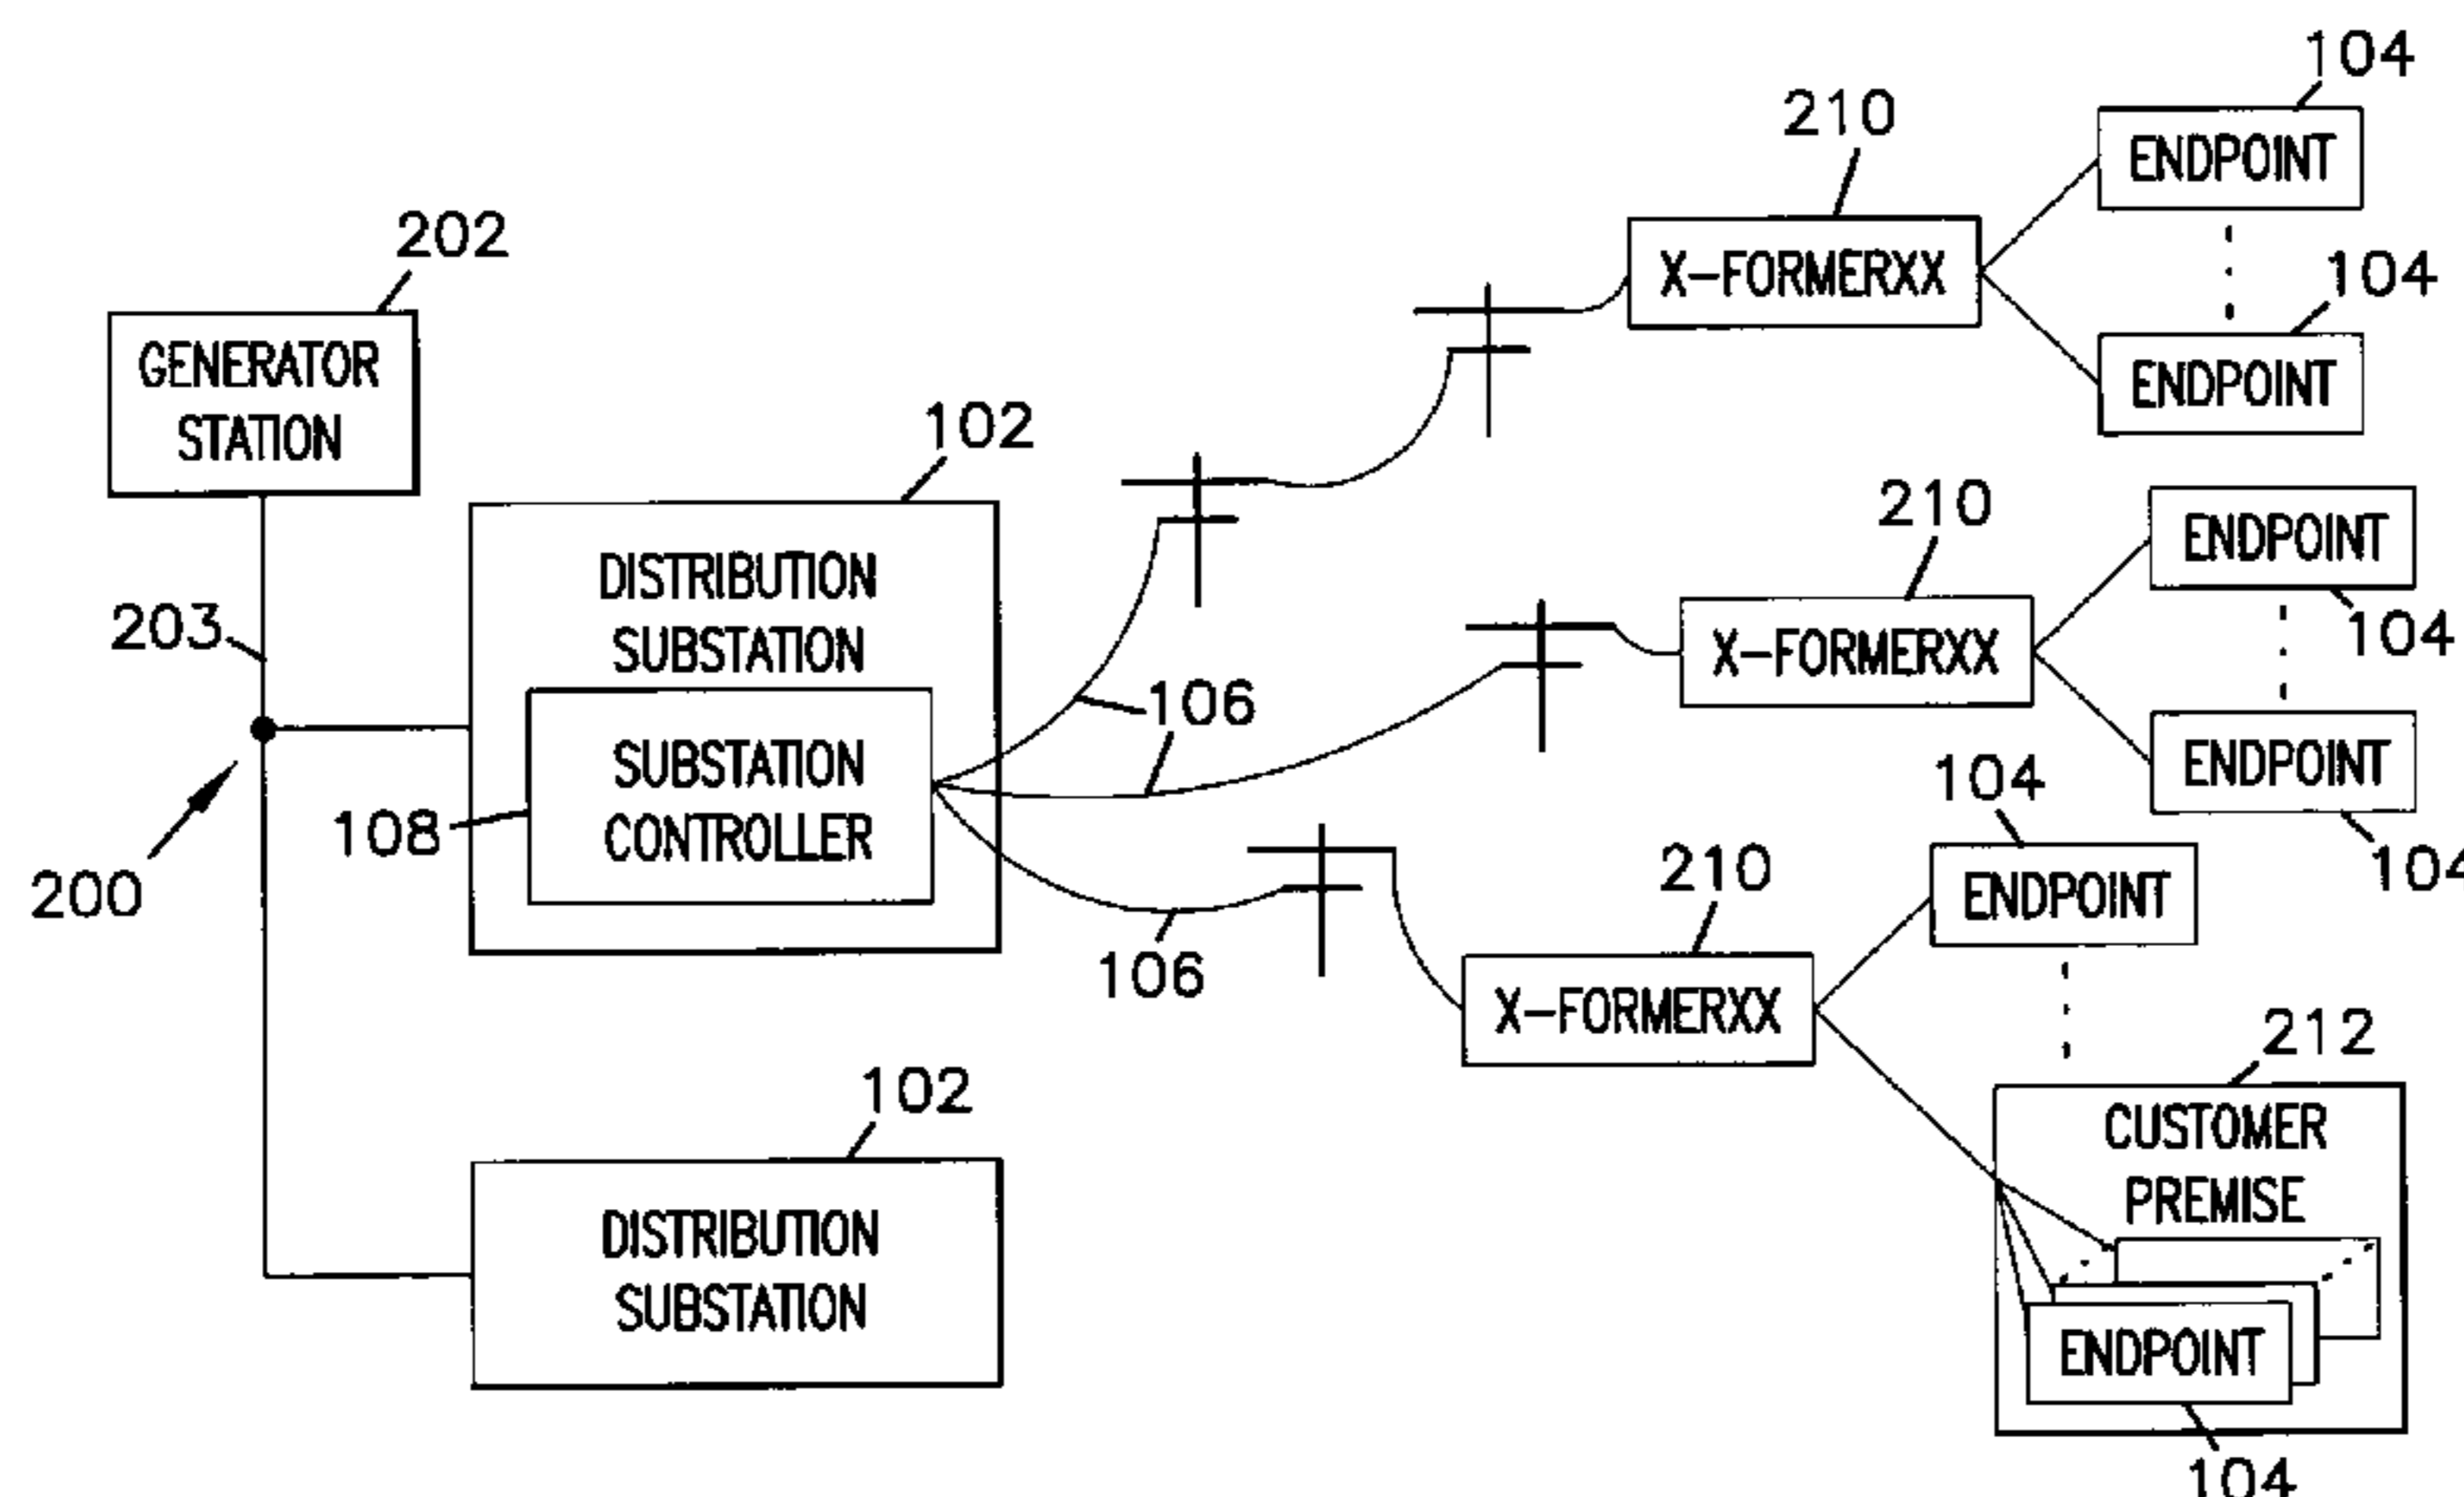 104
210
ENDPOINT
202
104
X-FORMERXX
GENERATOR
STATION
ENDPOINT
102
210
ENDPOINT
DISTRIBUTION
SUBSTATION
203
104
X-FORMERXX
106
SUBSTATION
CONTROLLER
ENDPOINT
104
108
104
200
210
ENDPOINT
106
X-FORMERXX
212
102
CUSTOMER
PREMISE
DISTRIBUTION
SUBSTATION
ENDPOINT
104